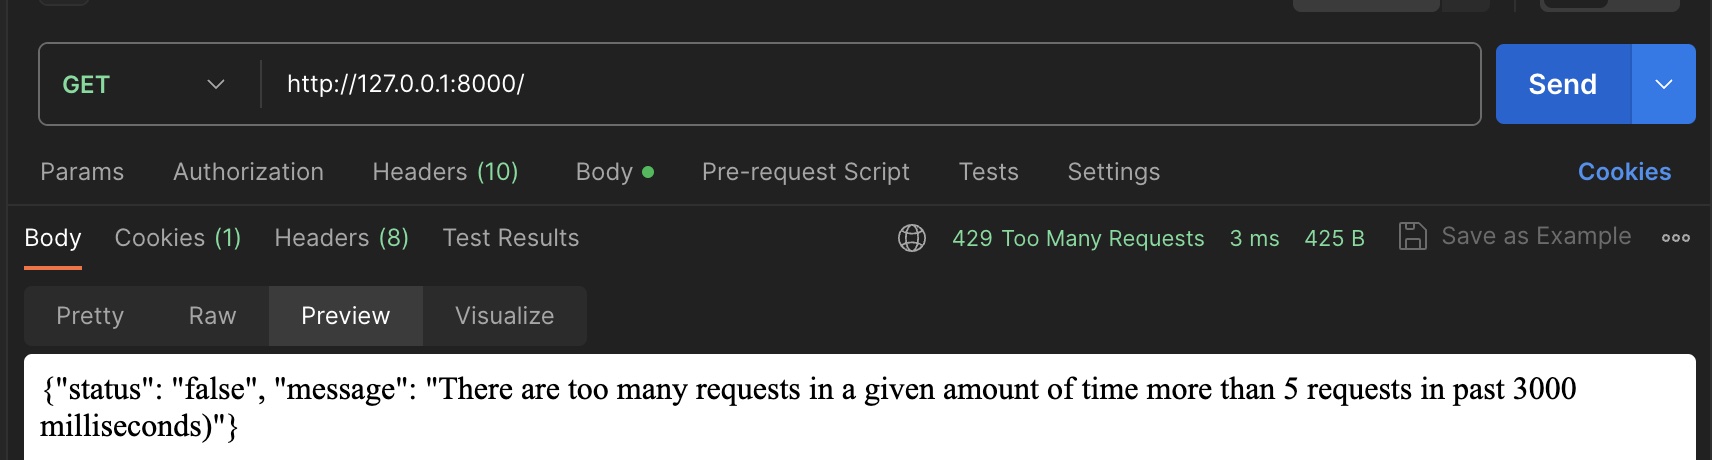 GET http://127.0.0.1:8000/ Send
Params Authorization Headers (10) Body Pre-request Script Tests Settings Cookies
Body Cookies (1) Headers (8) Test Results 429 Too Many Requests 3 ms 425 B Save as Example
Pretty Raw Preview Visualize
{"status": "false", "message": "There are too many requests in a given amount of time more than 5 requests in past 3000
milliseconds)"}